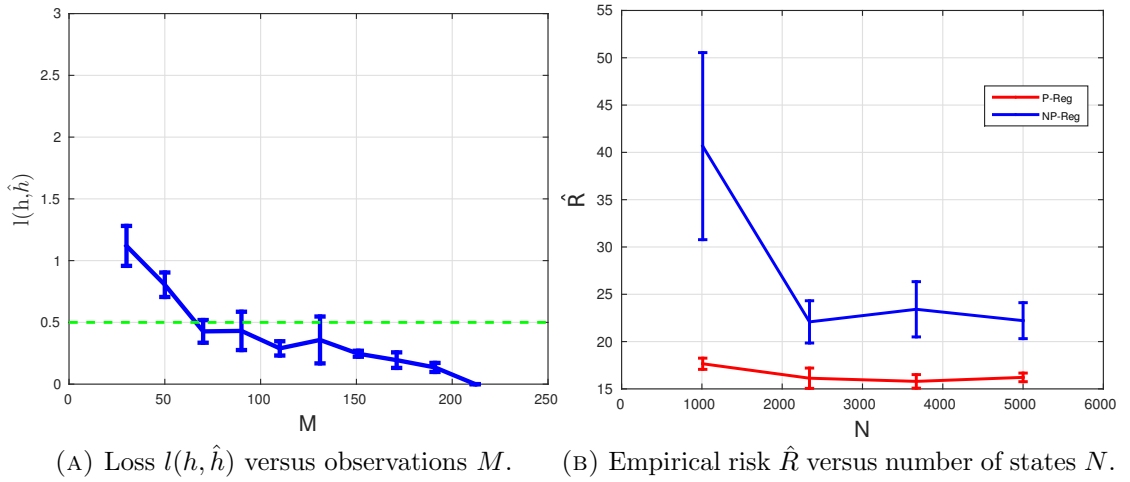 3
2.5
2
1.5
1
0.5
0
l(h,ĥ)
0 50 100 150 200 250
M
(A) Loss l(h, ĥ) versus observations M.
55
50
45
40
35
30
25
20
15
R̂
P-Reg
NP-Reg
0 1000 2000 3000 4000 5000 6000
N
(B) Empirical risk R̂ versus number of states N.